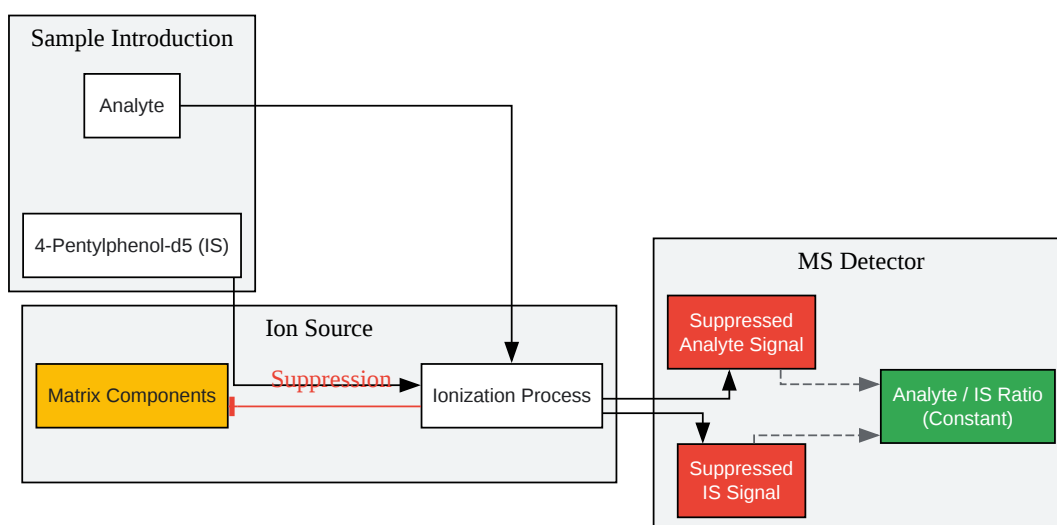 Sample Introduction
Analyte
4-Pentylphenol-d5 (IS)
Ion Source
Matrix Components
Suppression
Ionization Process
MS Detector
Suppressed
Analyte Signal
Suppressed
IS Signal
Analyte / IS Ratio
(Constant)